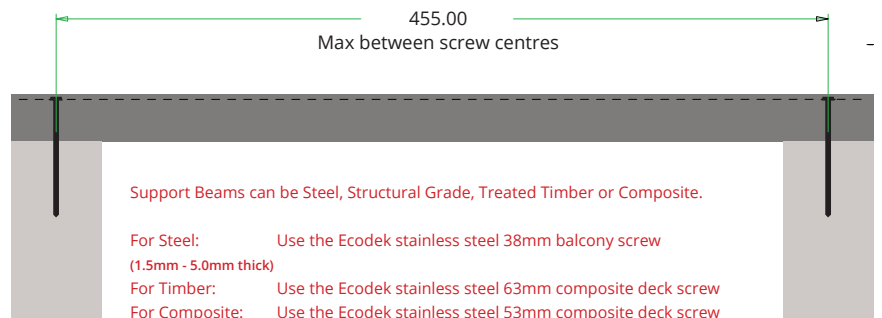 455.00
Max between screw centres
Support Beams can be Steel, Structural Grade, Treated Timber or Composite.
For Steel: Use the Ecodek stainless steel 38mm balcony screw
(1.5mm - 5.0mm thick)
For Timber: Use the Ecodek stainless steel 63mm composite deck screw
For Composite: Use the Ecodek stainless steel 53mm composite deck screw